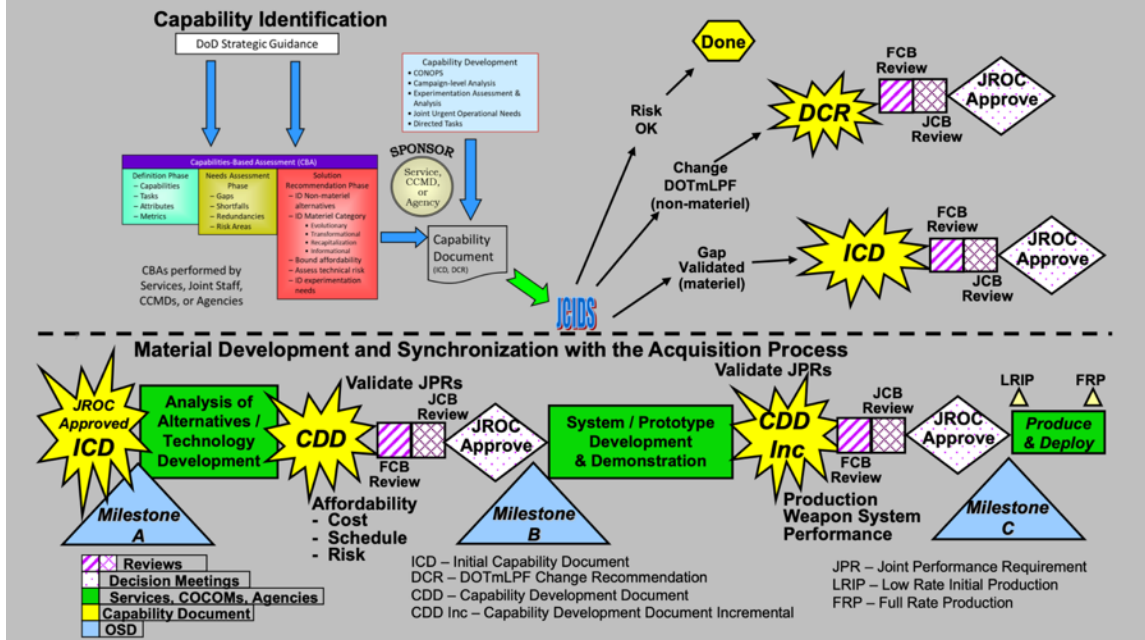 Capability Identification
DoD Strategic Guidance
Capability Development
• CONOPS
• Campaign-level Analysis
• Experimentation Assessment &
Analysis
• Joint Urgent Operational Needs
• Directed Tasks
SPONSOR
Service,
CCMD,
or
Agency
Capabilities-Based Assessment (CBA)
Definition Phase
– Capabilities
– Tasks
– Attributes
– Metrics
Needs Assessment
Phase
– Gaps
– Shortfalls
– Redundancies
– Risk Areas
Solution
Recommendation Phase
– ID Non-materiel
alternatives
– ID Materiel Category
• Evolutionary
• Transformational
• Recapitalization
• Informational
– Bound affordability
– Assess technical risk
– ID experimentation
needs
CBAs performed by
Services, Joint Staff,
CCMDs, or Agencies
Capability
Document
(ICD, DCR)
JCIDS
Risk
OK
Done
Change
DOTmLPF
(non-materiel)
DCR
FCB
Review
JCB
Review
JROC
Approve
Gap
Validated
(materiel)
ICD
FCB
Review
JCB
Review
JROC
Approve
Material Development and Synchronization with the Acquisition Process
JROC
Approved
ICD
Milestone
A
Analysis of
Alternatives /
Technology
Development
Validate JPRs
CDD
JCB
Review
FCB
Review
JROC
Approve
Affordability
- Cost
- Schedule
- Risk
Milestone
B
System / Prototype
Development
& Demonstration
Validate JPRs
CDD
Inc
JCB
Review
FCB
Review
JROC
Approve
Production
Weapon System
Performance
Milestone
C
LRIP
FRP
Produce
& Deploy
Reviews
Decision Meetings
Services, COCOMs, Agencies
Capability Document
OSD
ICD – Initial Capability Document
DCR – DOTmLPF Change Recommendation
CDD – Capability Development Document
CDD Inc – Capability Development Document Incremental
JPR – Joint Performance Requirement
LRIP – Low Rate Initial Production
FRP – Full Rate Production